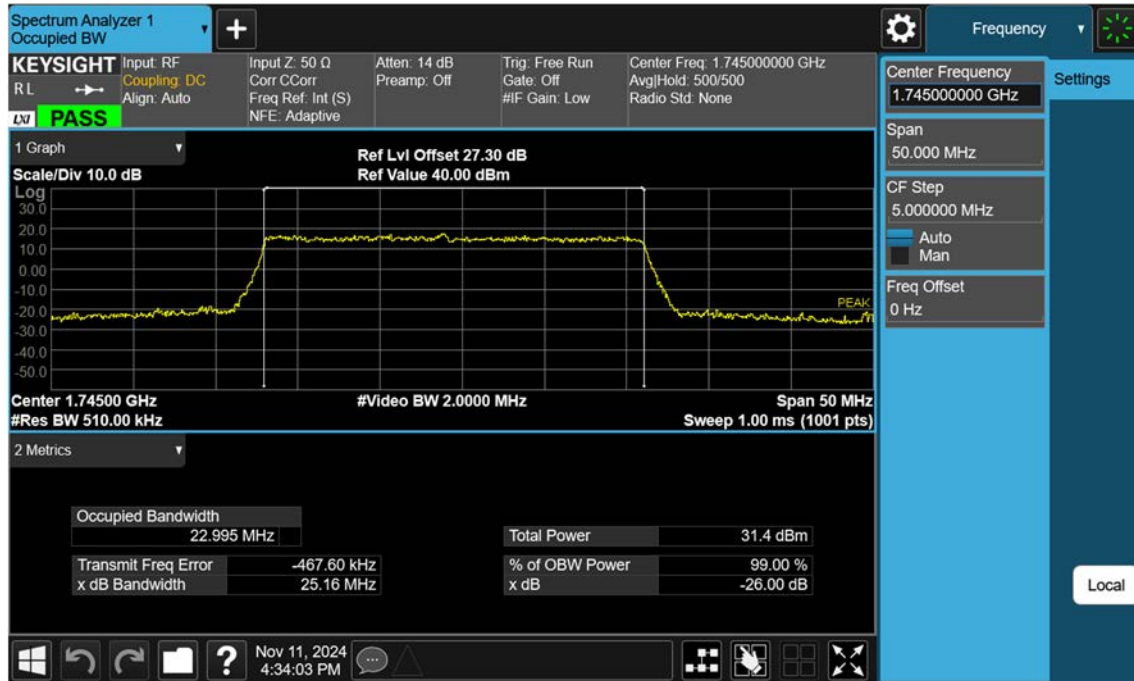 Spectrum Analyzer 1
Occupied BW
+
Frequency
KEYSIGHT
RL
LXI
PASS
Input: RF
Coupling: DC
Align: Auto
Input Z: 50 Ω
Corr CCorr
Freq Ref: Int (S)
NFE: Adaptive
Atten: 14 dB
Preamp: Off
Trig: Free Run
Gate: Off
#IF Gain: Low
Center Freq: 1.745000000 GHz
Avg|Hold: 500/500
Radio Std: None
Center Frequency
1.745000000 GHz
Settings
Span
50.000 MHz
CF Step
5.000000 MHz
Auto
Man
Freq Offset
0 Hz
Local
1 Graph
Scale/Div 10.0 dB
Ref Lvl Offset 27.30 dB
Ref Value 40.00 dBm
Log
30.0
20.0
10.0
0.00
-10.0
-20.0
-30.0
-40.0
-50.0
PEAK
Center 1.74500 GHz
#Video BW 2.0000 MHz
Span 50 MHz
#Res BW 510.00 kHz
Sweep 1.00 ms (1001 pts)
2 Metrics
Occupied Bandwidth
22.995 MHz
Total Power 31.4 dBm
Transmit Freq Error -467.60 kHz
% of OBW Power 99.00 %
x dB Bandwidth 25.16 MHz
x dB -26.00 dB
?
Nov 11, 2024
4:34:03 PM